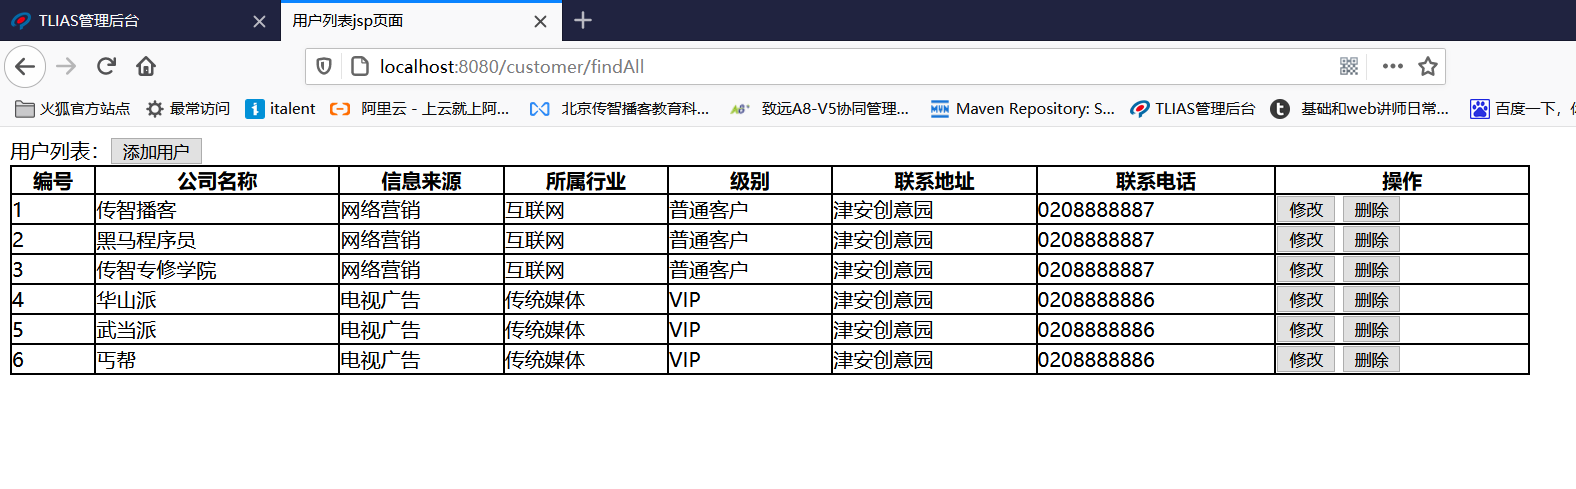 TLIAS管理后台 用户列表jsp页面
localhost:8080/customer/findAll
火狐官方站点 最常访问 italent 阿里云 - 上云就上阿... 北京传智播客教育科... 致远A8-V5协同管理... Maven Repository: S... TLIAS管理后台 基础和web讲师日常... 百度一下，
用户列表： 添加用户
编号 公司名称 信息来源 所属行业 级别 联系地址 联系电话 操作
1 传智播客 网络营销 互联网 普通客户 津安创意园 0208888887 修改 删除
2 黑马程序员 网络营销 互联网 普通客户 津安创意园 0208888887 修改 删除
3 传智专修学院 网络营销 互联网 普通客户 津安创意园 0208888887 修改 删除
4 华山派 电视广告 传统媒体 VIP 津安创意园 0208888886 修改 删除
5 武当派 电视广告 传统媒体 VIP 津安创意园 0208888886 修改 删除
6 丐帮 电视广告 传统媒体 VIP 津安创意园 0208888886 修改 删除